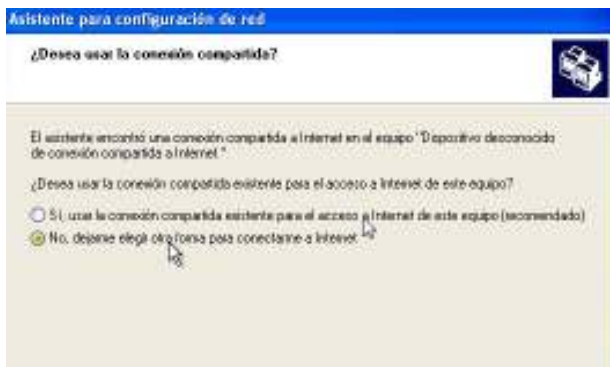 Asistente para configuración de red
¿Desea usar la conexión compartida?
El asistente encontró una conexión compartida a Internet en el equipo "Dispositivo desconocido
de conexión compartida a Internet."
¿Desea usar la conexión compartida existente para el acceso a Internet de este equipo?
Sí, usar la conexión compartida existente para el acceso a Internet de este equipo (recomendado)
No, dejarme elegir otra forma para conectarme a Internet